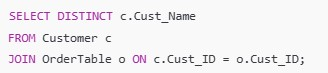 SELECT DISTINCT c.Cust_Name
FROM Customer c
JOIN OrderTable o ON c.Cust_ID = o.Cust_ID;